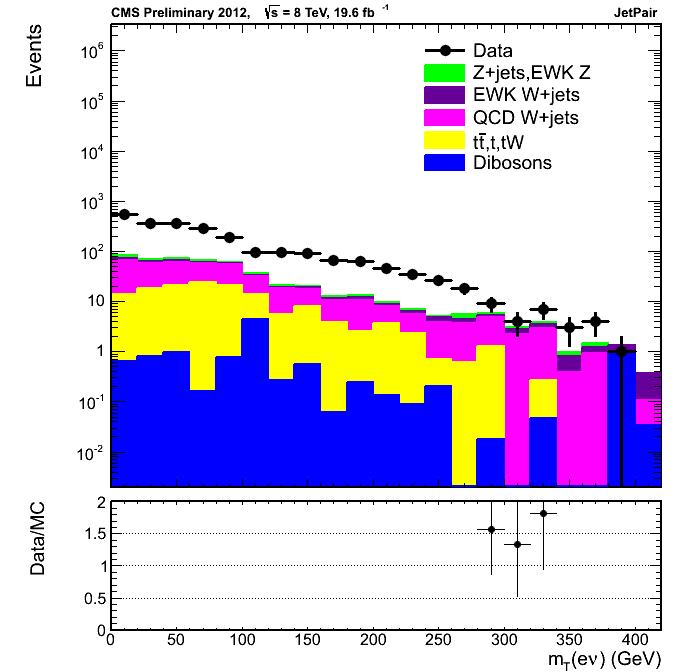 CMS Preliminary 2012, √s = 8 TeV, 19.6 fb⁻¹ JetPair
Events
10⁶
10⁵
10⁴
10³
10²
10
1
10⁻¹
10⁻²
Data
Z+jets,EWK Z
EWK W+jets
QCD W+jets
tt̄,t,tW
Dibosons
Data/MC
2
1.5
1
0.5
0
0 50 100 150 200 250 300 350 400
m_T(eν) (GeV)